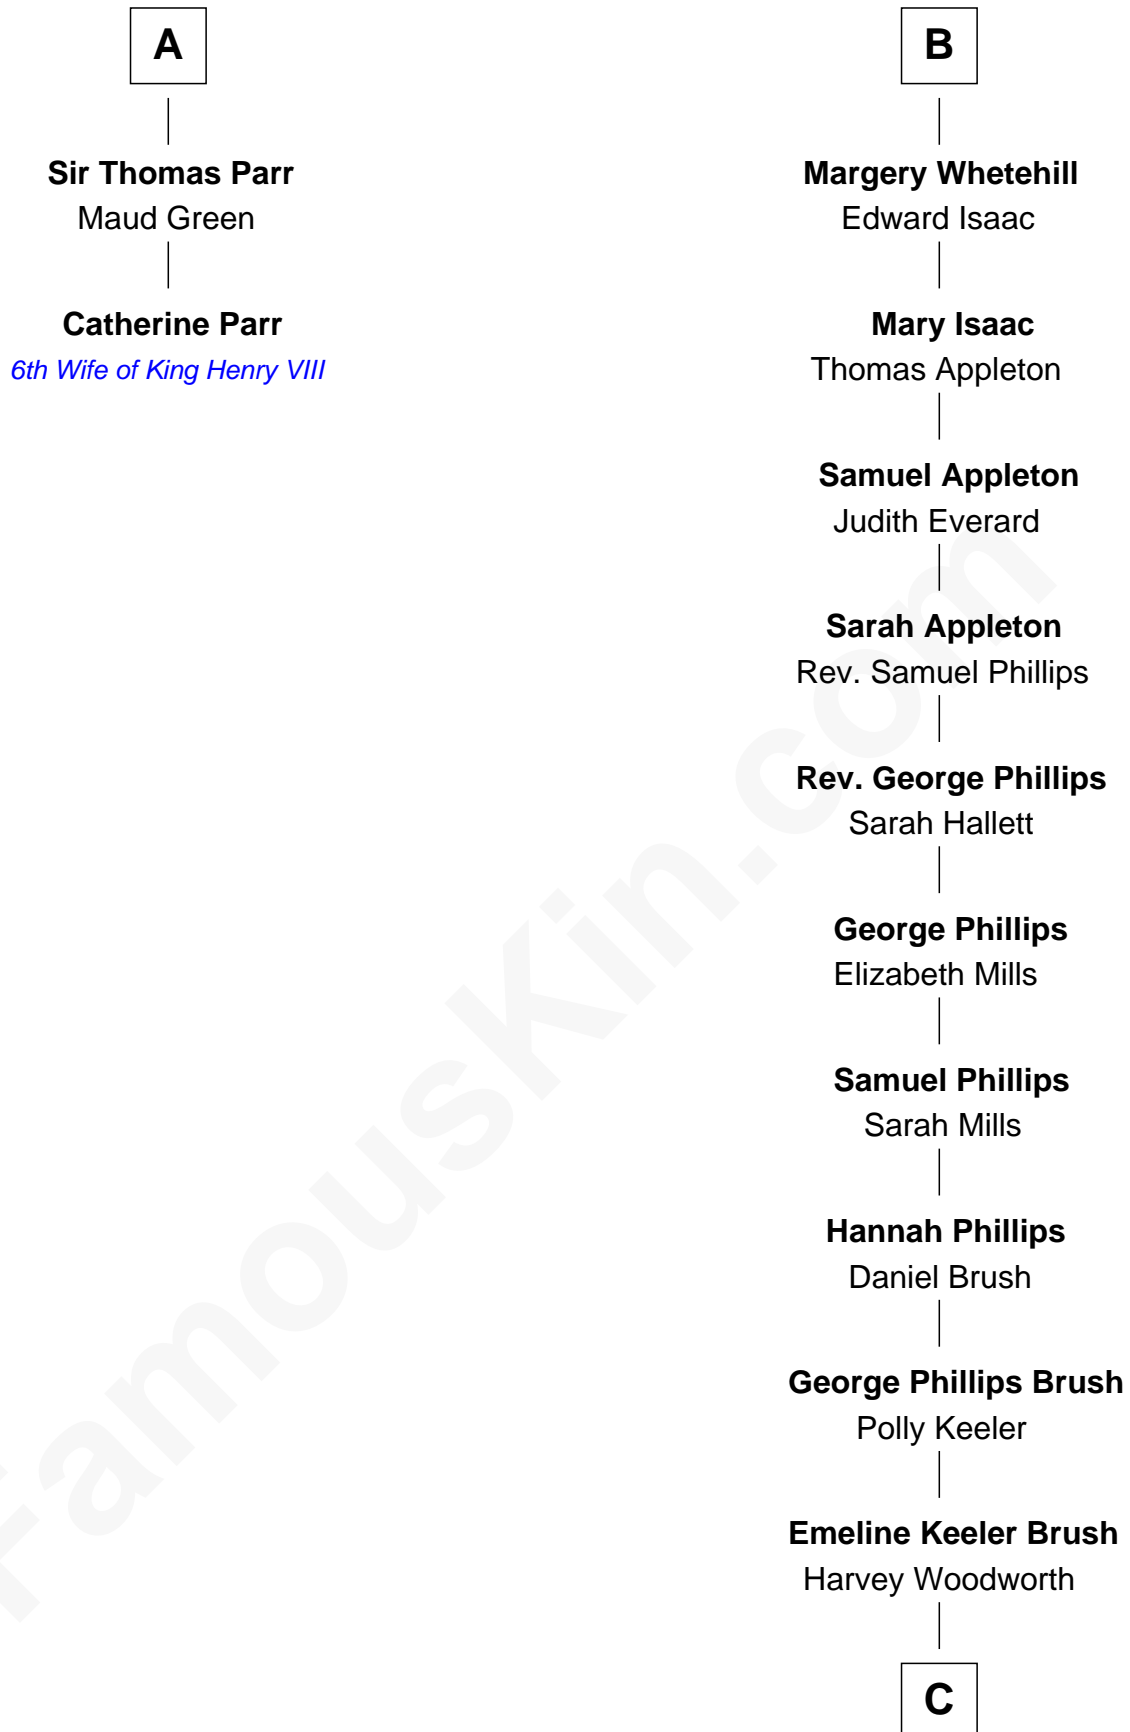 A
Sir Thomas Parr
Maud Green
Catherine Parr
6th Wife of King Henry VIII
B
Margery Whetehill
Edward Isaac
Mary Isaac
Thomas Appleton
Samuel Appleton
Judith Everard
Sarah Appleton
Rev. Samuel Phillips
Rev. George Phillips
Sarah Hallett
George Phillips
Elizabeth Mills
Samuel Phillips
Sarah Mills
Hannah Phillips
Daniel Brush
George Phillips Brush
Polly Keeler
Emeline Keeler Brush
Harvey Woodworth
C
FamousKin.com